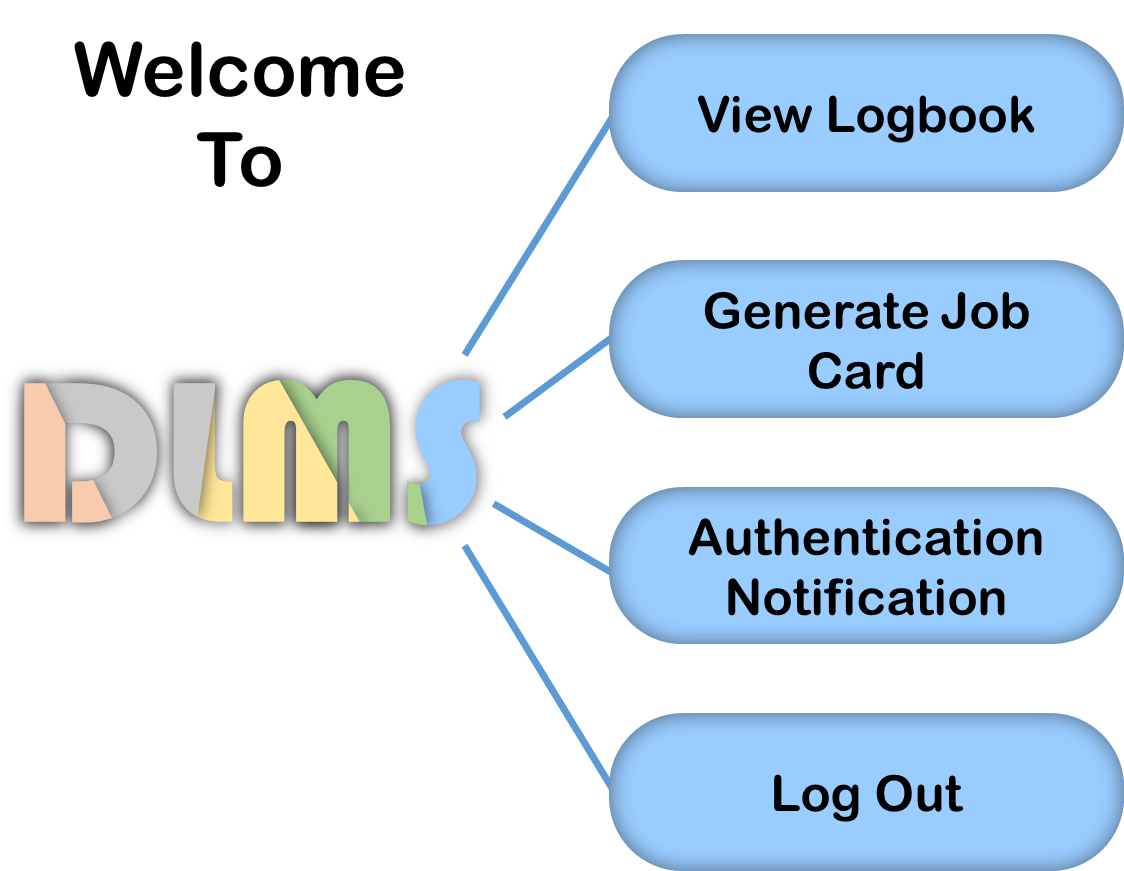 Welcome
To
DLMS
View Logbook
Generate Job
Card
Authentication
Notification
Log Out